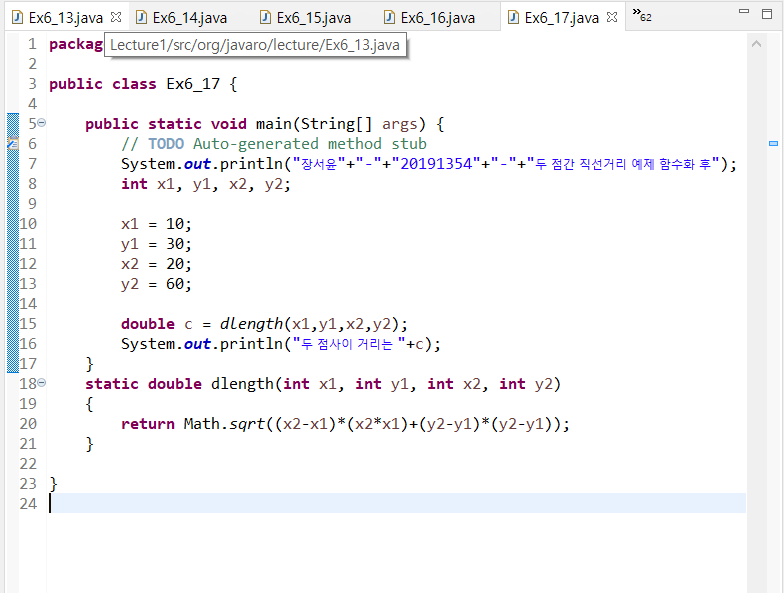 Ex6_13.java Ex6_14.java Ex6_15.java Ex6_16.java Ex6_17.java »62
1 packag Lecture1/src/org/javaro/lecture/Ex6_13.java
2
3 public class Ex6_17 {
4
5 public static void main(String[] args) {
6 // TODO Auto-generated method stub
7 System.out.println("장서윤"+"-"+"20191354"+"-"+"두 점간 직선거리 예제 함수화 후");
8 int x1, y1, x2, y2;
9
10 x1 = 10;
11 y1 = 30;
12 x2 = 20;
13 y2 = 60;
14
15 double c = dlength(x1,y1,x2,y2);
16 System.out.println("두 점사이 거리는 "+c);
17 }
18 static double dlength(int x1, int y1, int x2, int y2)
19 {
20 return Math.sqrt((x2-x1)*(x2*x1)+(y2-y1)*(y2-y1));
21 }
22
23 }
24